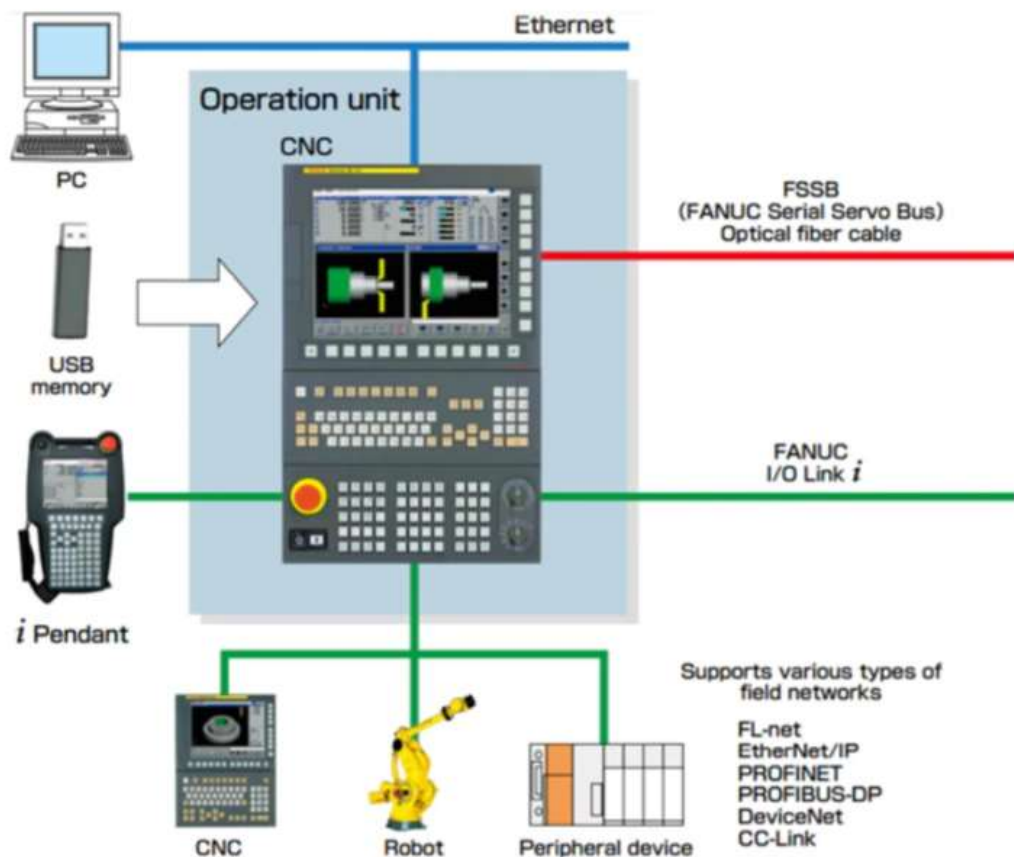 Ethernet
Operation unit
CNC
PC
FSSB
(FANUC Serial Servo Bus)
Optical fiber cable
USB
memory
FANUC
I/O Link i
i Pendant
Supports various types of
field networks
FL-net
EtherNet/IP
PROFINET
PROFIBUS-DP
DeviceNet
CC-Link
CNC
Robot
Peripheral device